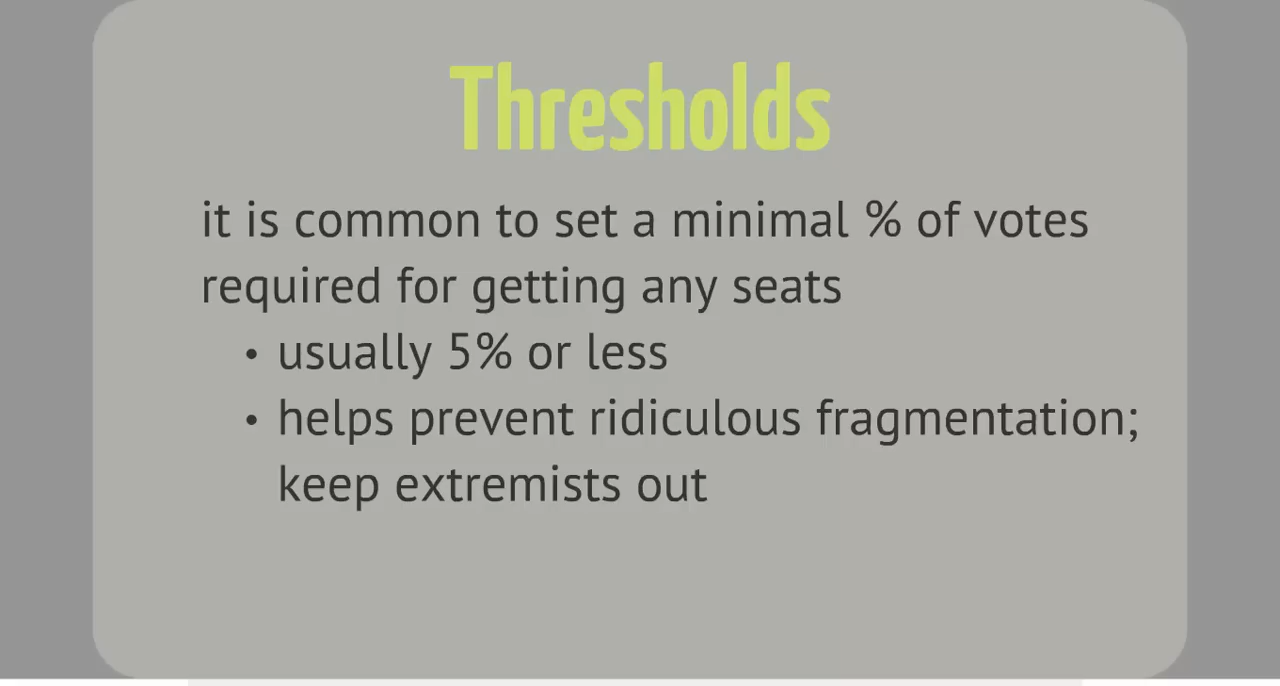 Thresholds
it is common to set a minimal % of votes
required for getting any seats
• usually 5% or less
• helps prevent ridiculous fragmentation;
keep extremists out